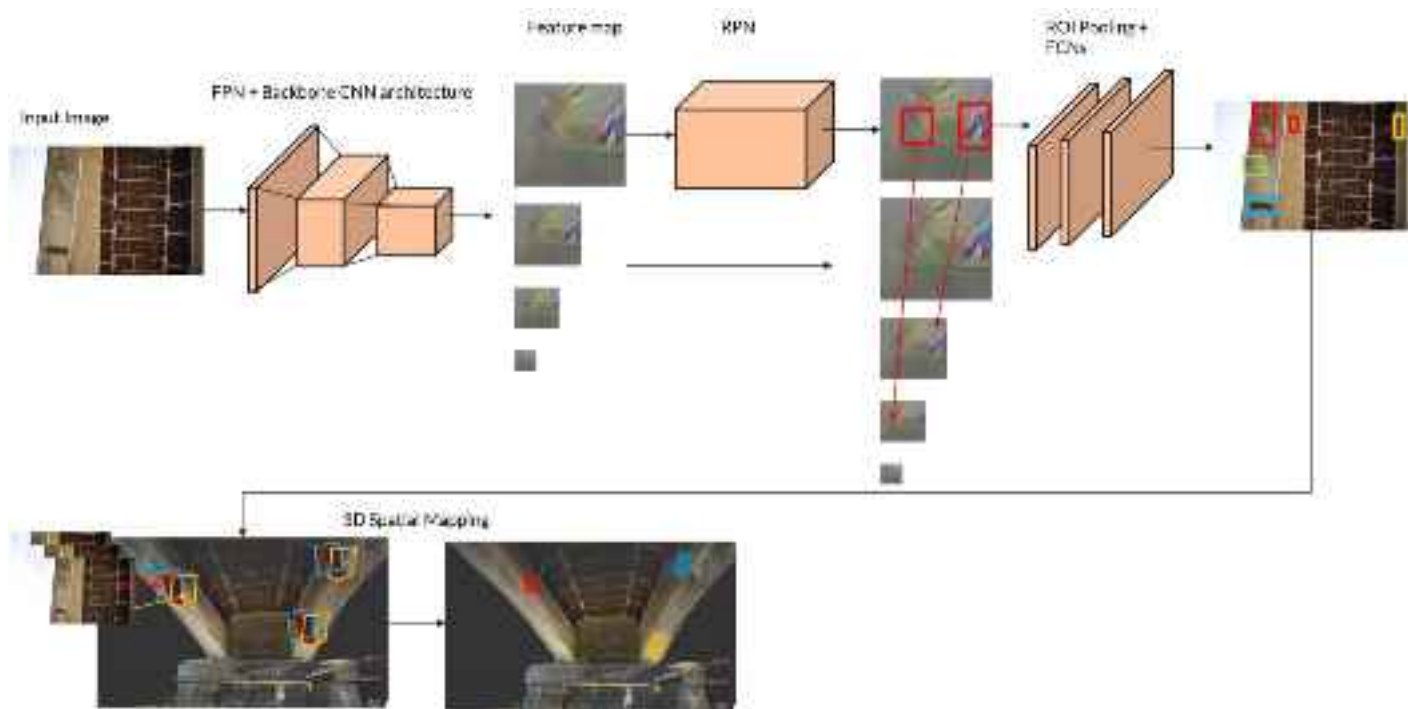 Feature map
RPN
ROI Pooling +
FCNs
FPN + Backbone CNN architecture
Input Image
3D Spatial Mapping